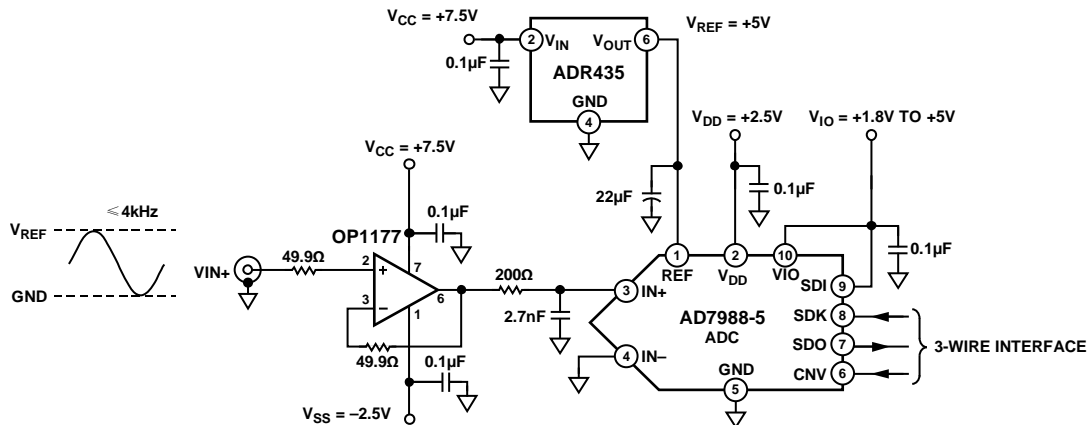 VCC = +7.5V
VREF = +5V
2
VIN
VOUT
6
0.1µF
ADR435
GND
4
VDD = +2.5V
VIO = +1.8V TO +5V
VCC = +7.5V
22µF
0.1µF
≤4kHz
0.1µF
VREF
OP1177
0.1µF
1
2
10
REF
VDD
VIO
49.9Ω
2
+
7
SDI
9
VIN+
200Ω
GND
3
–
6
3
IN+
SDK
8
1
2.7nF
AD7988-5
ADC
SDO
7
3-WIRE INTERFACE
49.9Ω
4
IN–
GND
CNV
6
0.1µF
5
VSS = –2.5V